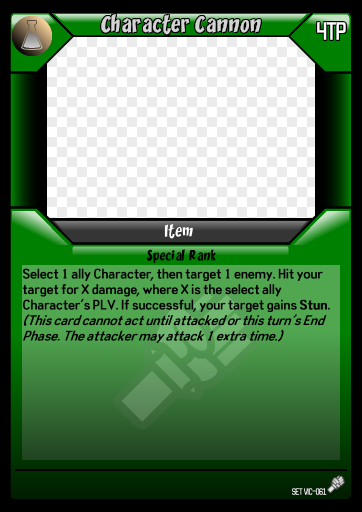 Character Cannon
4TP
Item
Special Rank
Select 1 ally Character, then target 1 enemy. Hit your
target for X damage, where X is the select ally
Character's PLV. If successful, your target gains Stun.
(This card cannot act until attacked or this turn's End
Phase. The attacker may attack 1 extra time.)
SET VIC-061